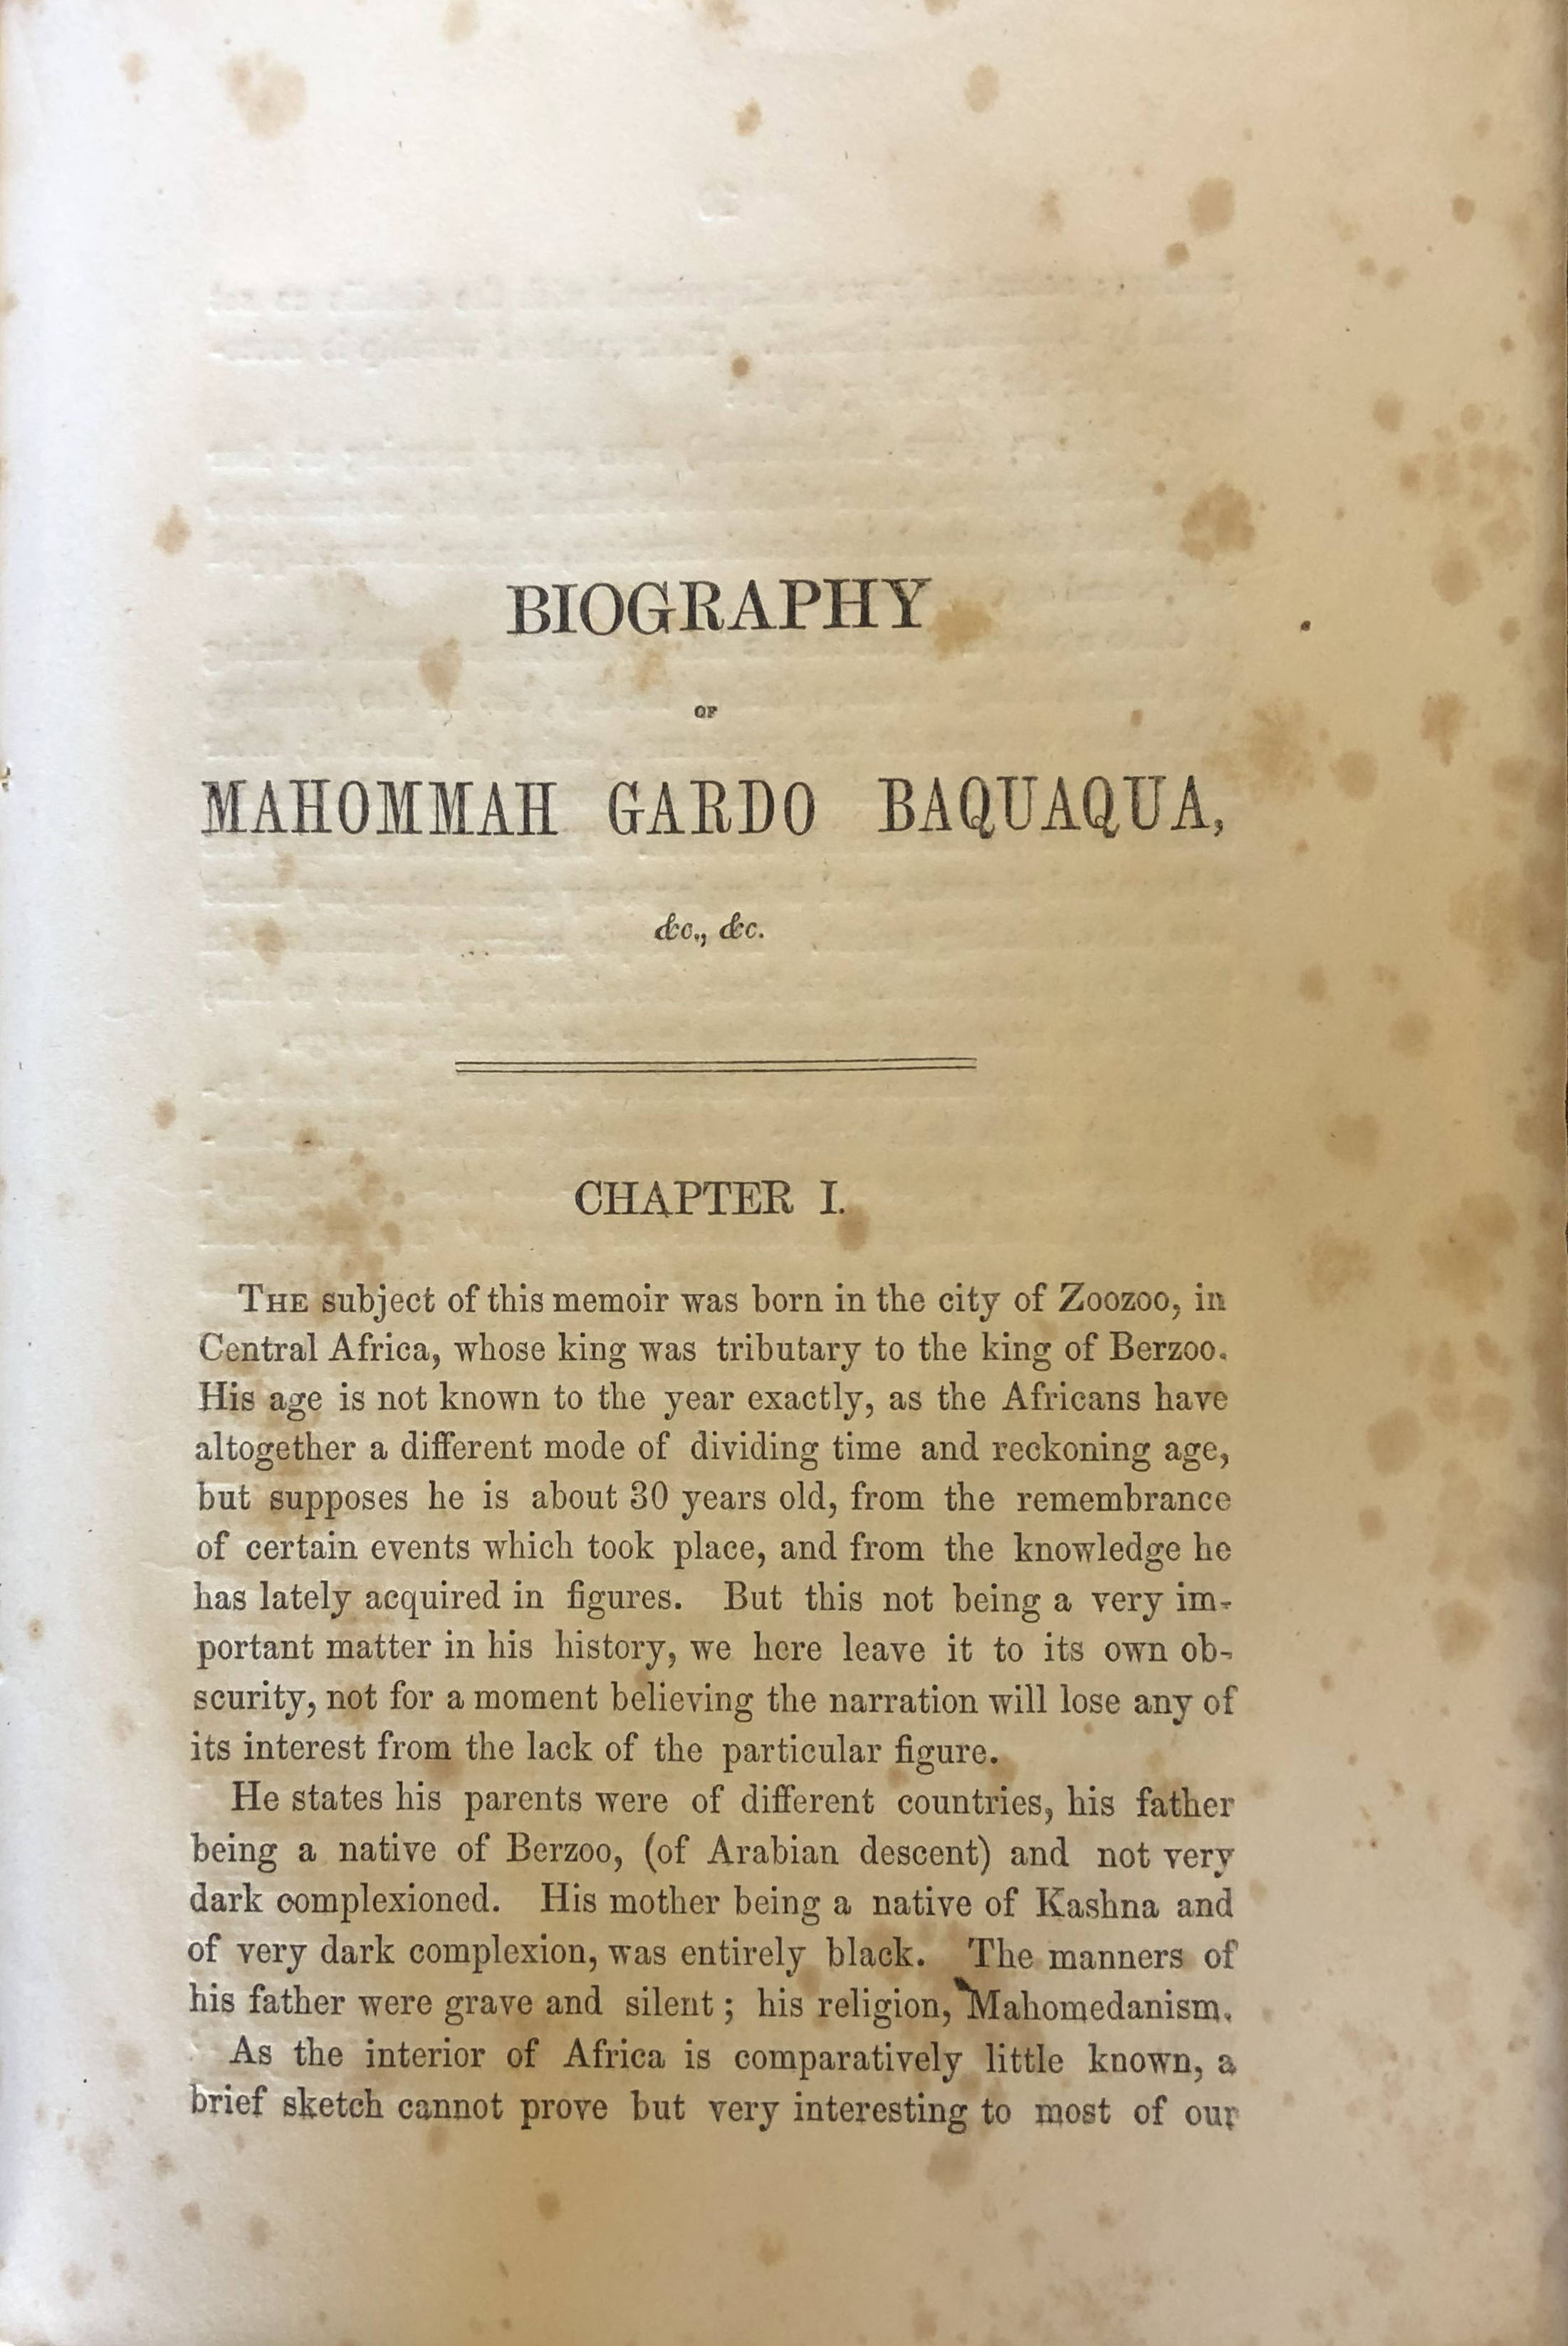 BIOGRAPHY
OF
MAHOMMAH GARDO BAQUAQUA,
&c., &c.
CHAPTER I.
THE subject of this memoir was born in the city of Zoozoo, in
Central Africa, whose king was tributary to the king of Berzoo.
His age is not known to the year exactly, as the Africans have
altogether a different mode of dividing time and reckoning age,
but supposes he is about 30 years old, from the remembrance
of certain events which took place, and from the knowledge he
has lately acquired in figures. But this not being a very im-
portant matter in his history, we here leave it to its own ob-
scurity, not for a moment believing the narration will lose any of
its interest from the lack of the particular figure.
He states his parents were of different countries, his father
being a native of Berzoo, (of Arabian descent) and not very
dark complexioned. His mother being a native of Kashna and
of very dark complexion, was entirely black. The manners of
his father were grave and silent ; his religion, Mahomedanism.
As the interior of Africa is comparatively little known, a
brief sketch cannot prove but very interesting to most of our